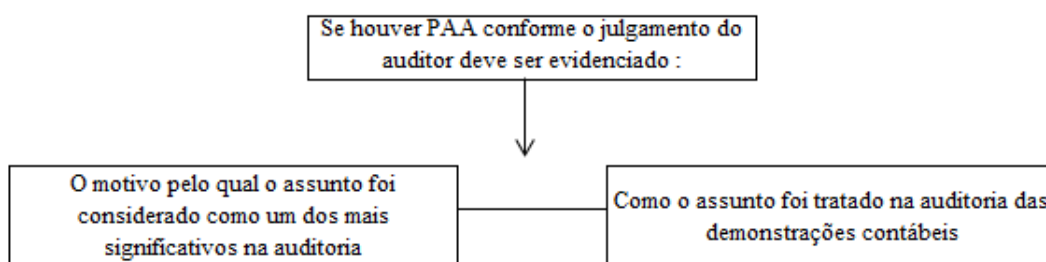 Se houver PAA conforme o julgamento do
auditor deve ser evidenciado :
O motivo pelo qual o assunto foi
considerado como um dos mais
significativos na auditoria
Como o assunto foi tratado na auditoria das
demonstrações contábeis